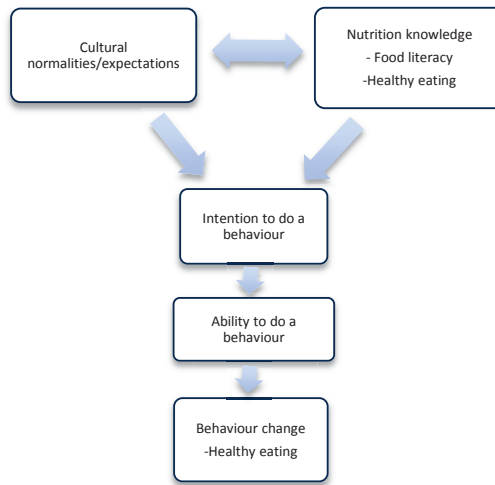 Cultural
normalities/expectations
Nutrition knowledge
- Food literacy
-Healthy eating
Intention to do a
behaviour
Ability to do a
behaviour
Behaviour change
-Healthy eating